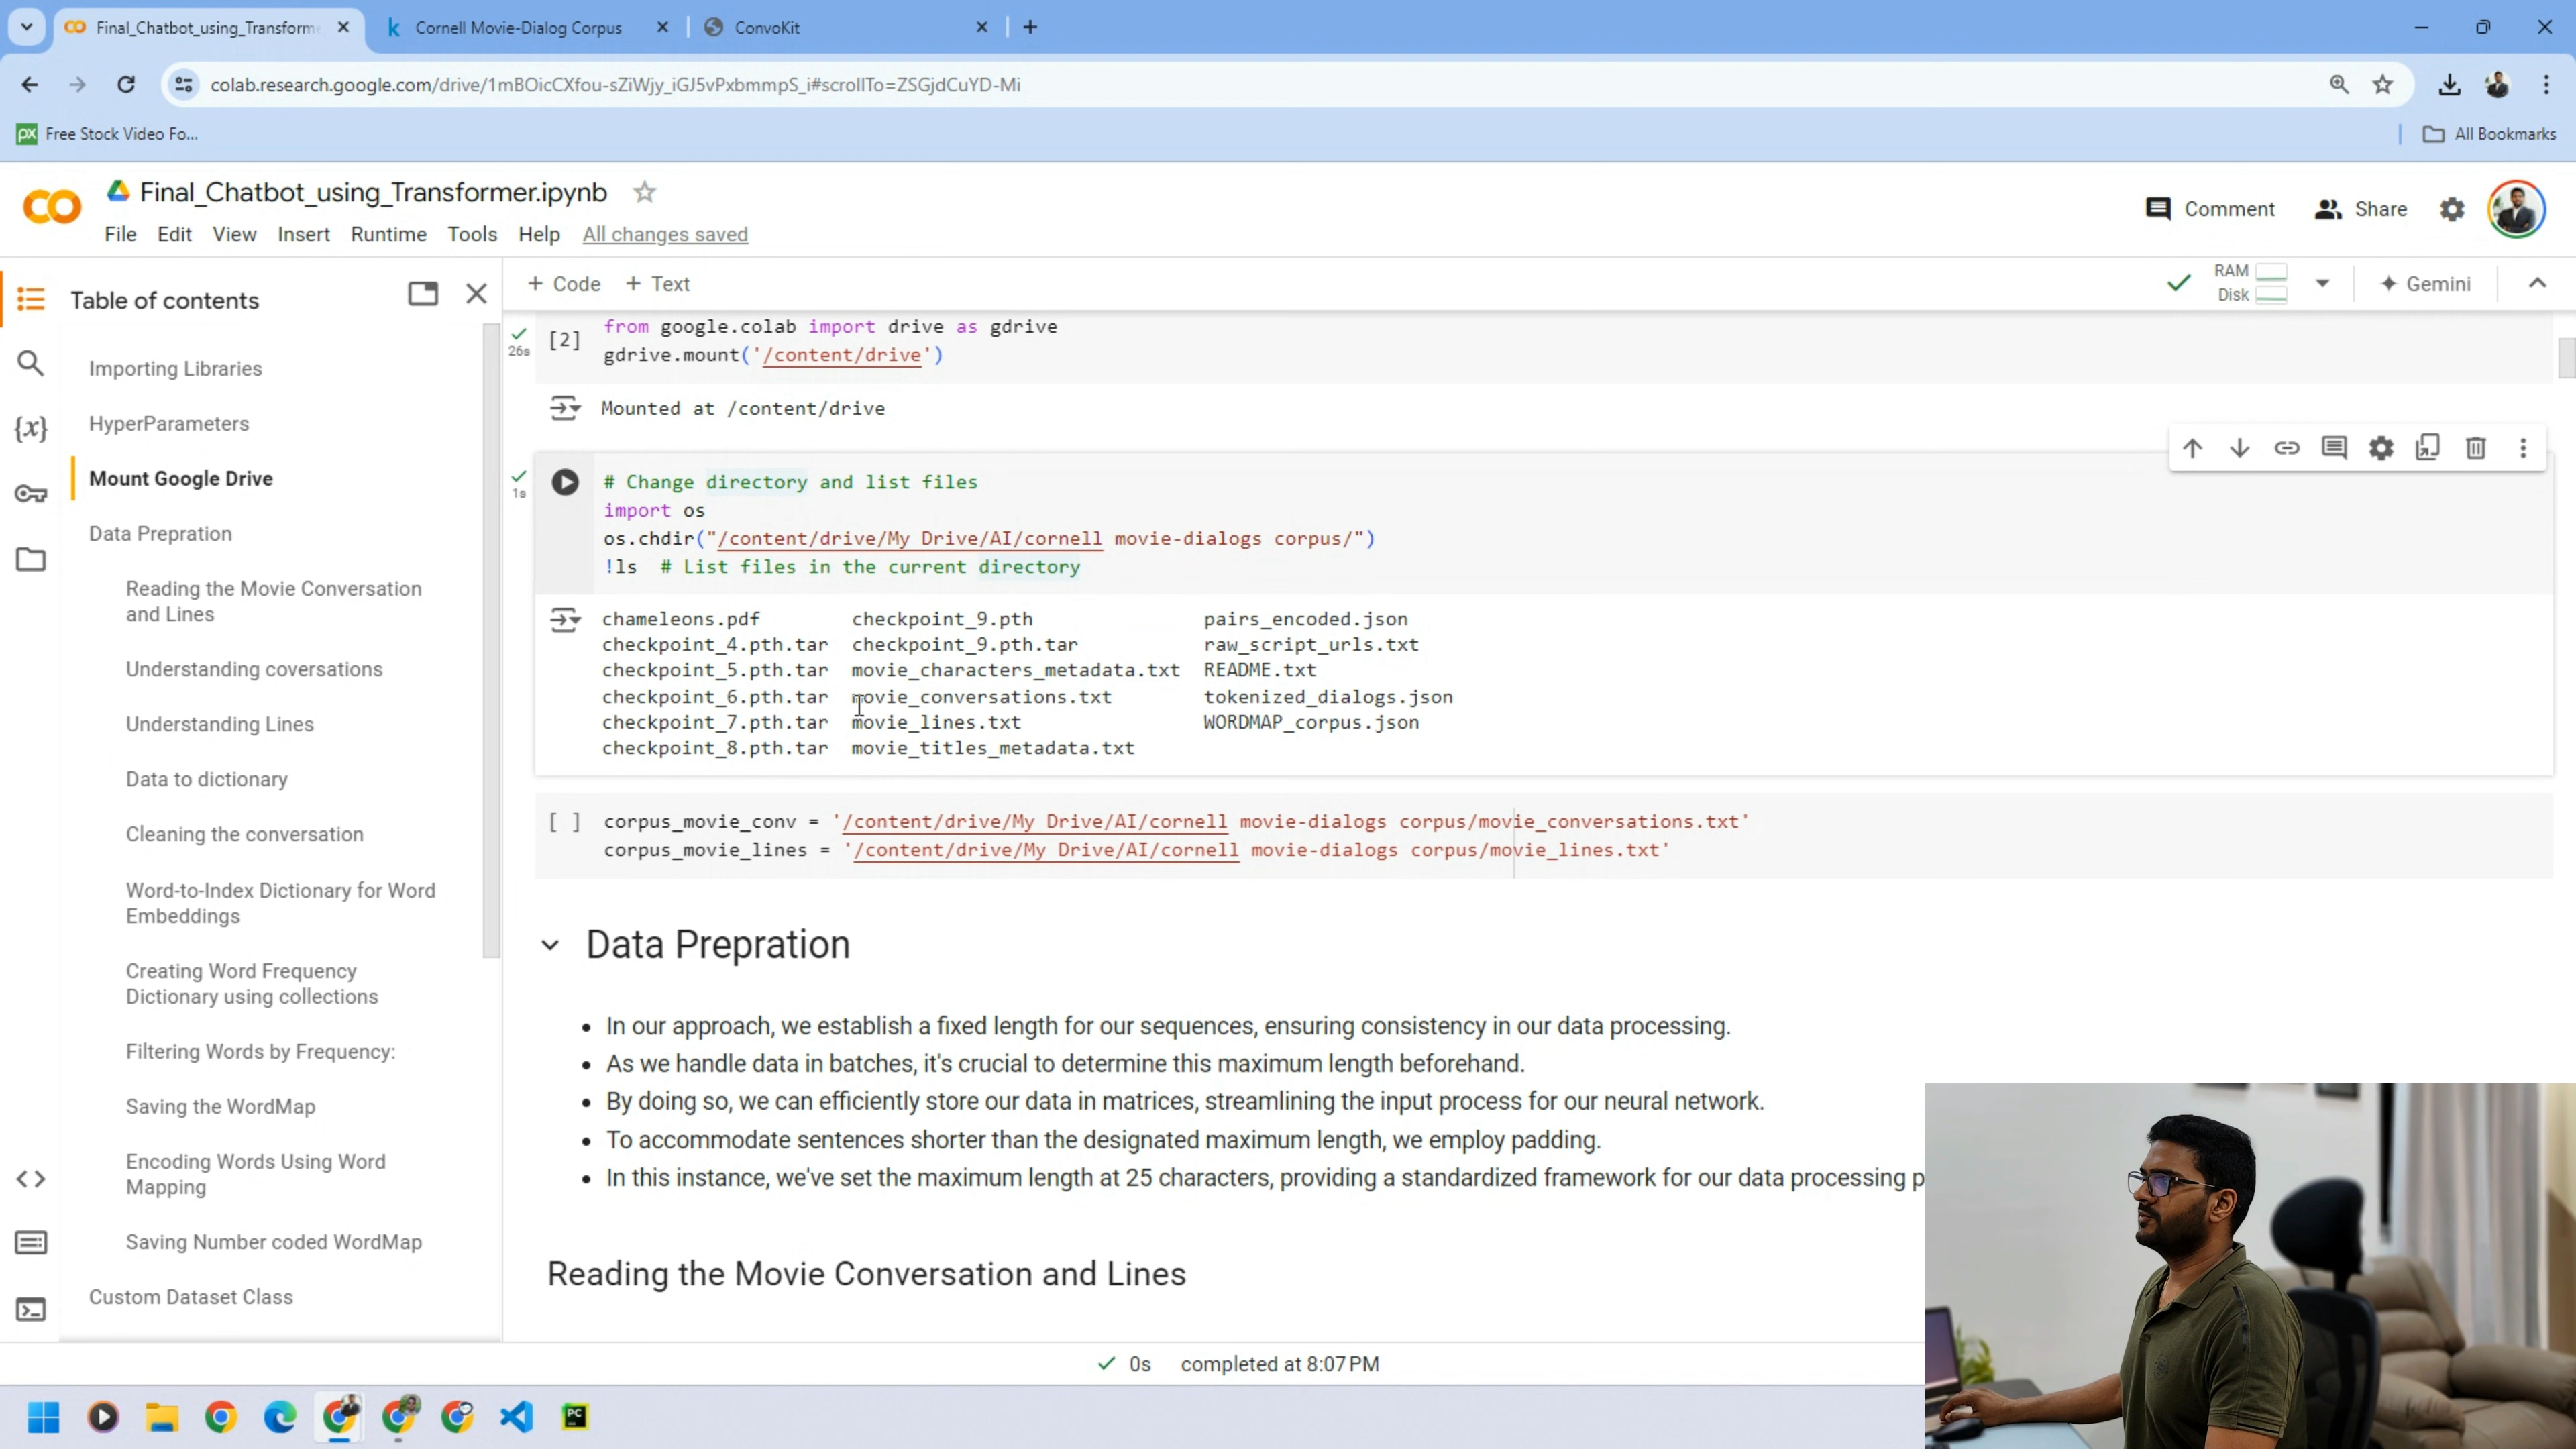 Final_Chatbot_using_Transforme
Cornell Movie-Dialog Corpus
ConvoKit
colab.research.google.com/drive/1mBOicCXfou-sZiWjy_iGJ5vPxbmmpS_i#scrollTo=ZSGjdCuYD-Mi
px Free Stock Video Fo...
All Bookmarks
Final_Chatbot_using_Transformer.ipynb
Comment
Share
File Edit View Insert Runtime Tools Help All changes saved
Table of contents
+ Code + Text
RAM
Disk
Gemini
Importing Libraries
HyperParameters
Mount Google Drive
Data Prepration
Reading the Movie Conversation
and Lines
Understanding coversations
Understanding Lines
Data to dictionary
Cleaning the conversation
Word-to-Index Dictionary for Word
Embeddings
Creating Word Frequency
Dictionary using collections
Filtering Words by Frequency:
Saving the WordMap
Encoding Words Using Word
Mapping
Saving Number coded WordMap
Custom Dataset Class
26s
[2]
from google.colab import drive as gdrive
gdrive.mount('/content/drive')
Mounted at /content/drive
1s
# Change directory and list files
import os
os.chdir("/content/drive/My Drive/AI/cornell movie-dialogs corpus/")
!ls # List files in the current directory
chameleons.pdf checkpoint_9.pth pairs_encoded.json
checkpoint_4.pth.tar checkpoint_9.pth.tar raw_script_urls.txt
checkpoint_5.pth.tar movie_characters_metadata.txt README.txt
checkpoint_6.pth.tar movie_conversations.txt tokenized_dialogs.json
checkpoint_7.pth.tar movie_lines.txt WORDMAP_corpus.json
checkpoint_8.pth.tar movie_titles_metadata.txt
[ ] corpus_movie_conv = '/content/drive/My Drive/AI/cornell movie-dialogs corpus/movie_conversations.txt'
corpus_movie_lines = '/content/drive/My Drive/AI/cornell movie-dialogs corpus/movie_lines.txt'
Data Prepration
• In our approach, we establish a fixed length for our sequences, ensuring consistency in our data processing.
• As we handle data in batches, it's crucial to determine this maximum length beforehand.
• By doing so, we can efficiently store our data in matrices, streamlining the input process for our neural network.
• To accommodate sentences shorter than the designated maximum length, we employ padding.
• In this instance, we've set the maximum length at 25 characters, providing a standardized framework for our data processing p
Reading the Movie Conversation and Lines
0s completed at 8:07 PM
PC